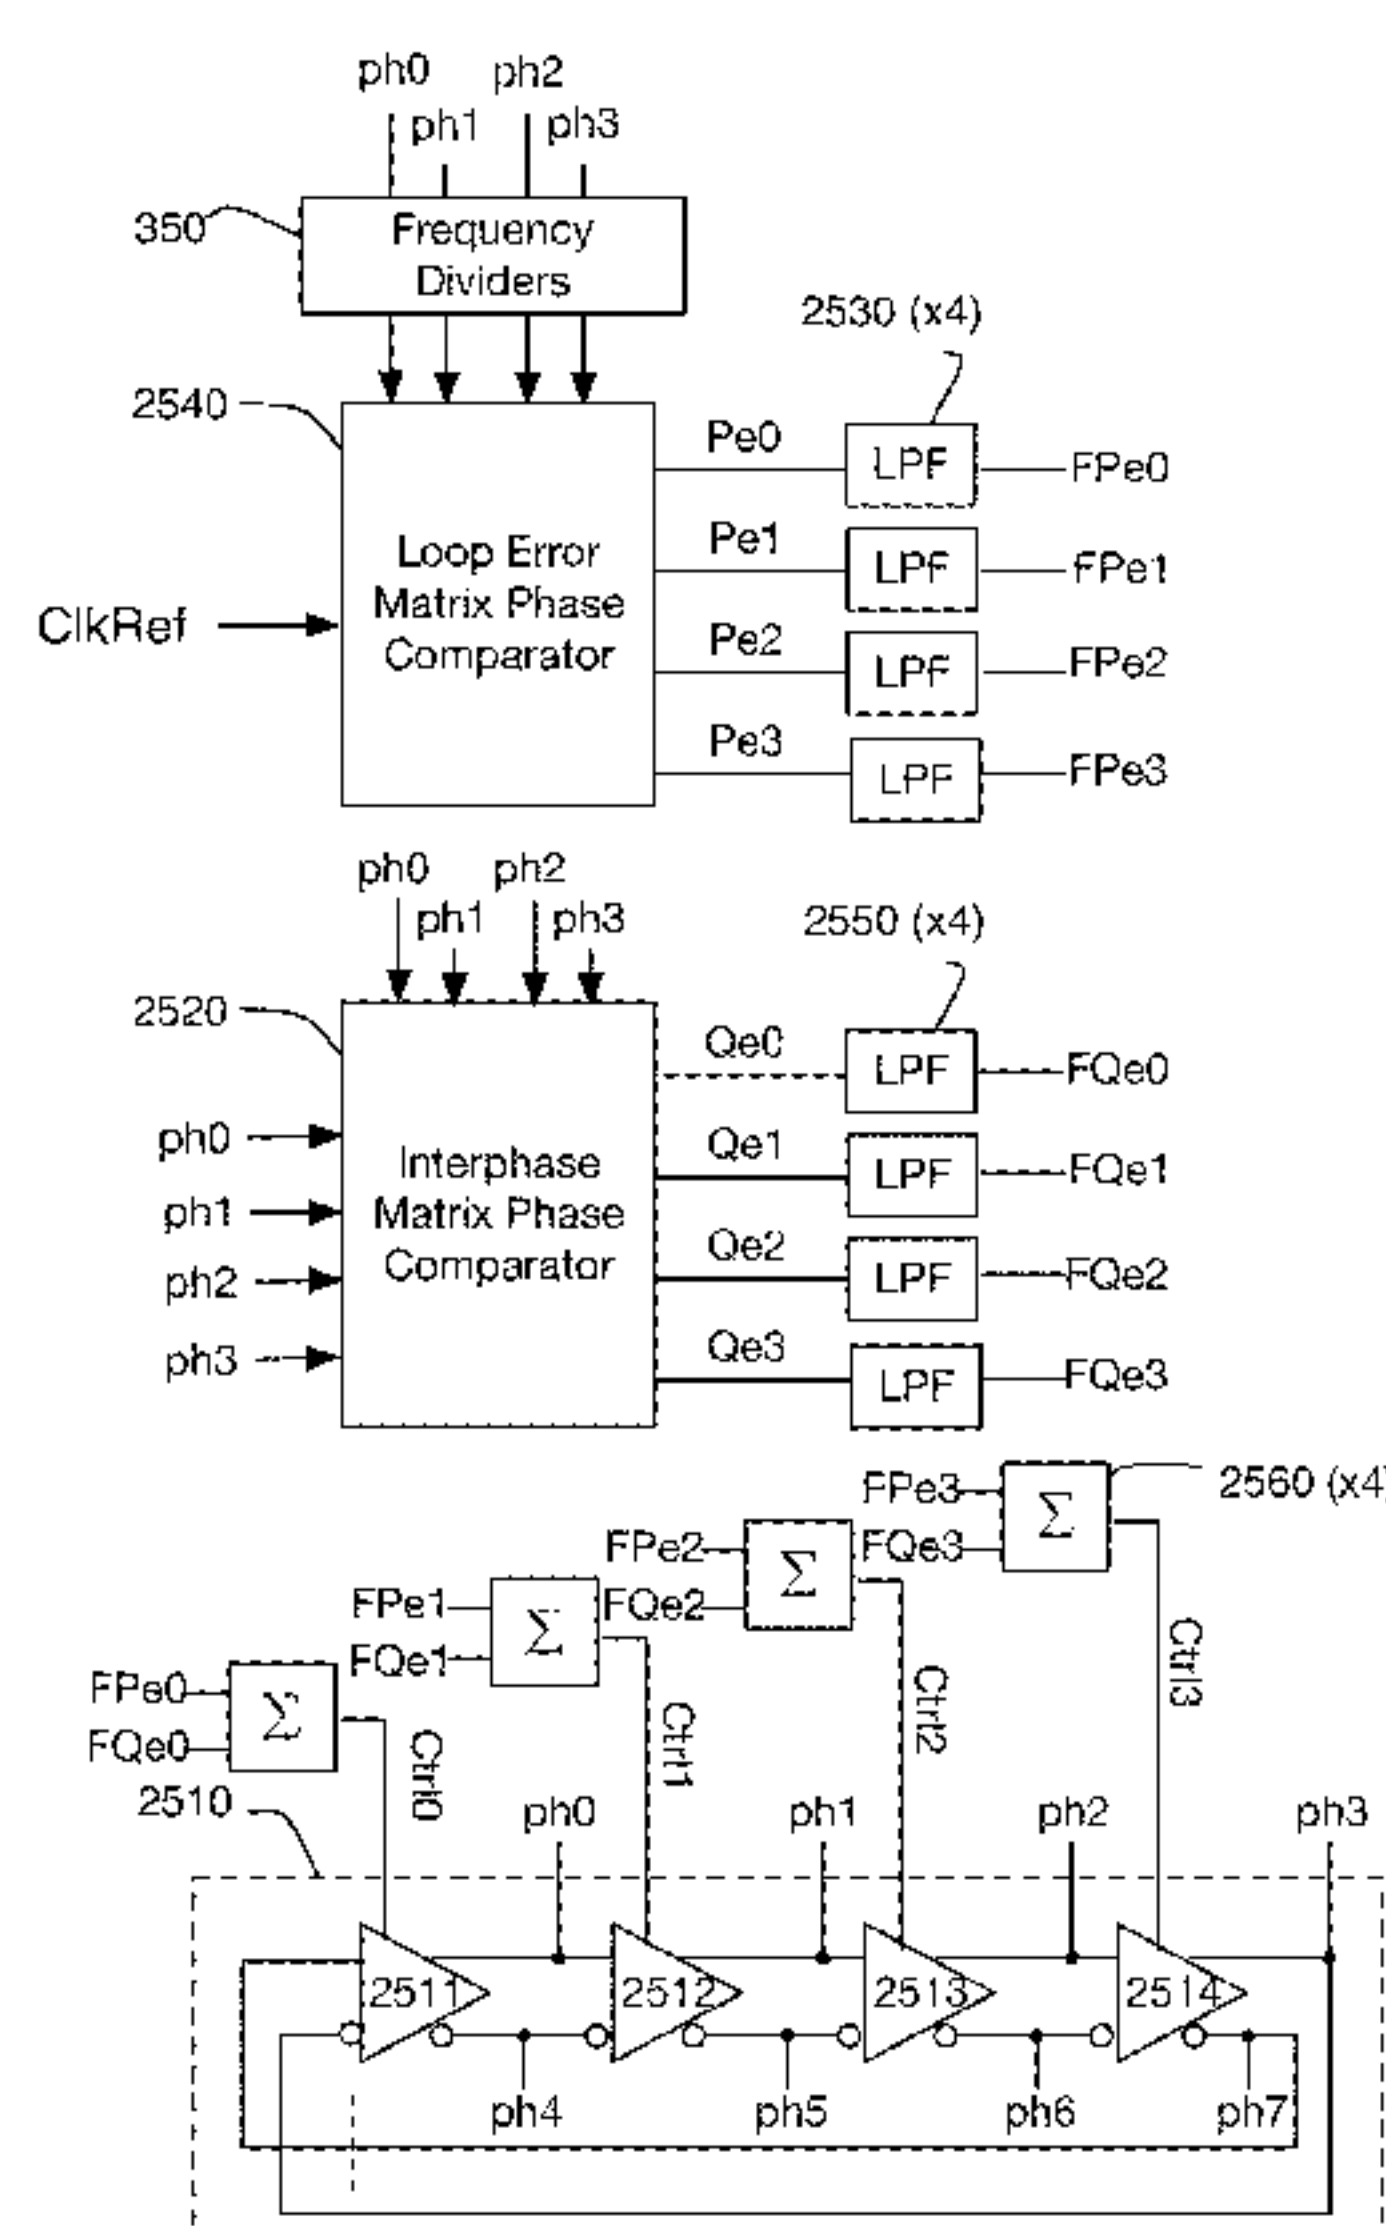 ph0 ph2
ph1 ph3
350
Frequency
Dividers
2530 (x4)
2540
Pe0
LPF
FPe0
Pe1
LPF
FPe1
Loop Error
Matrix Phase
Comparator
ClkRef
Pe2
LPF
FPe2
Pe3
LPF
FPe3
ph0 ph2
ph1 ph3
2550 (x4)
2520
Qe0
LPF
FQe0
ph0
Qe1
LPF
FQe1
Interphase
Matrix Phase
Comparator
ph1
ph2
Qe2
LPF
FQe2
ph3
Qe3
LPF
FQe3
FPe3
FQe3
Σ
2560 (x4)
FPe2
FQe2
Σ
FPe1
FQe1
Σ
FPe0
FQe0
Σ
Ctrl0
Ctrl1
Ctrl2
Ctrl3
2510
ph0
ph1
ph2
ph3
2511
2512
2513
2514
ph4
ph5
ph6
ph7